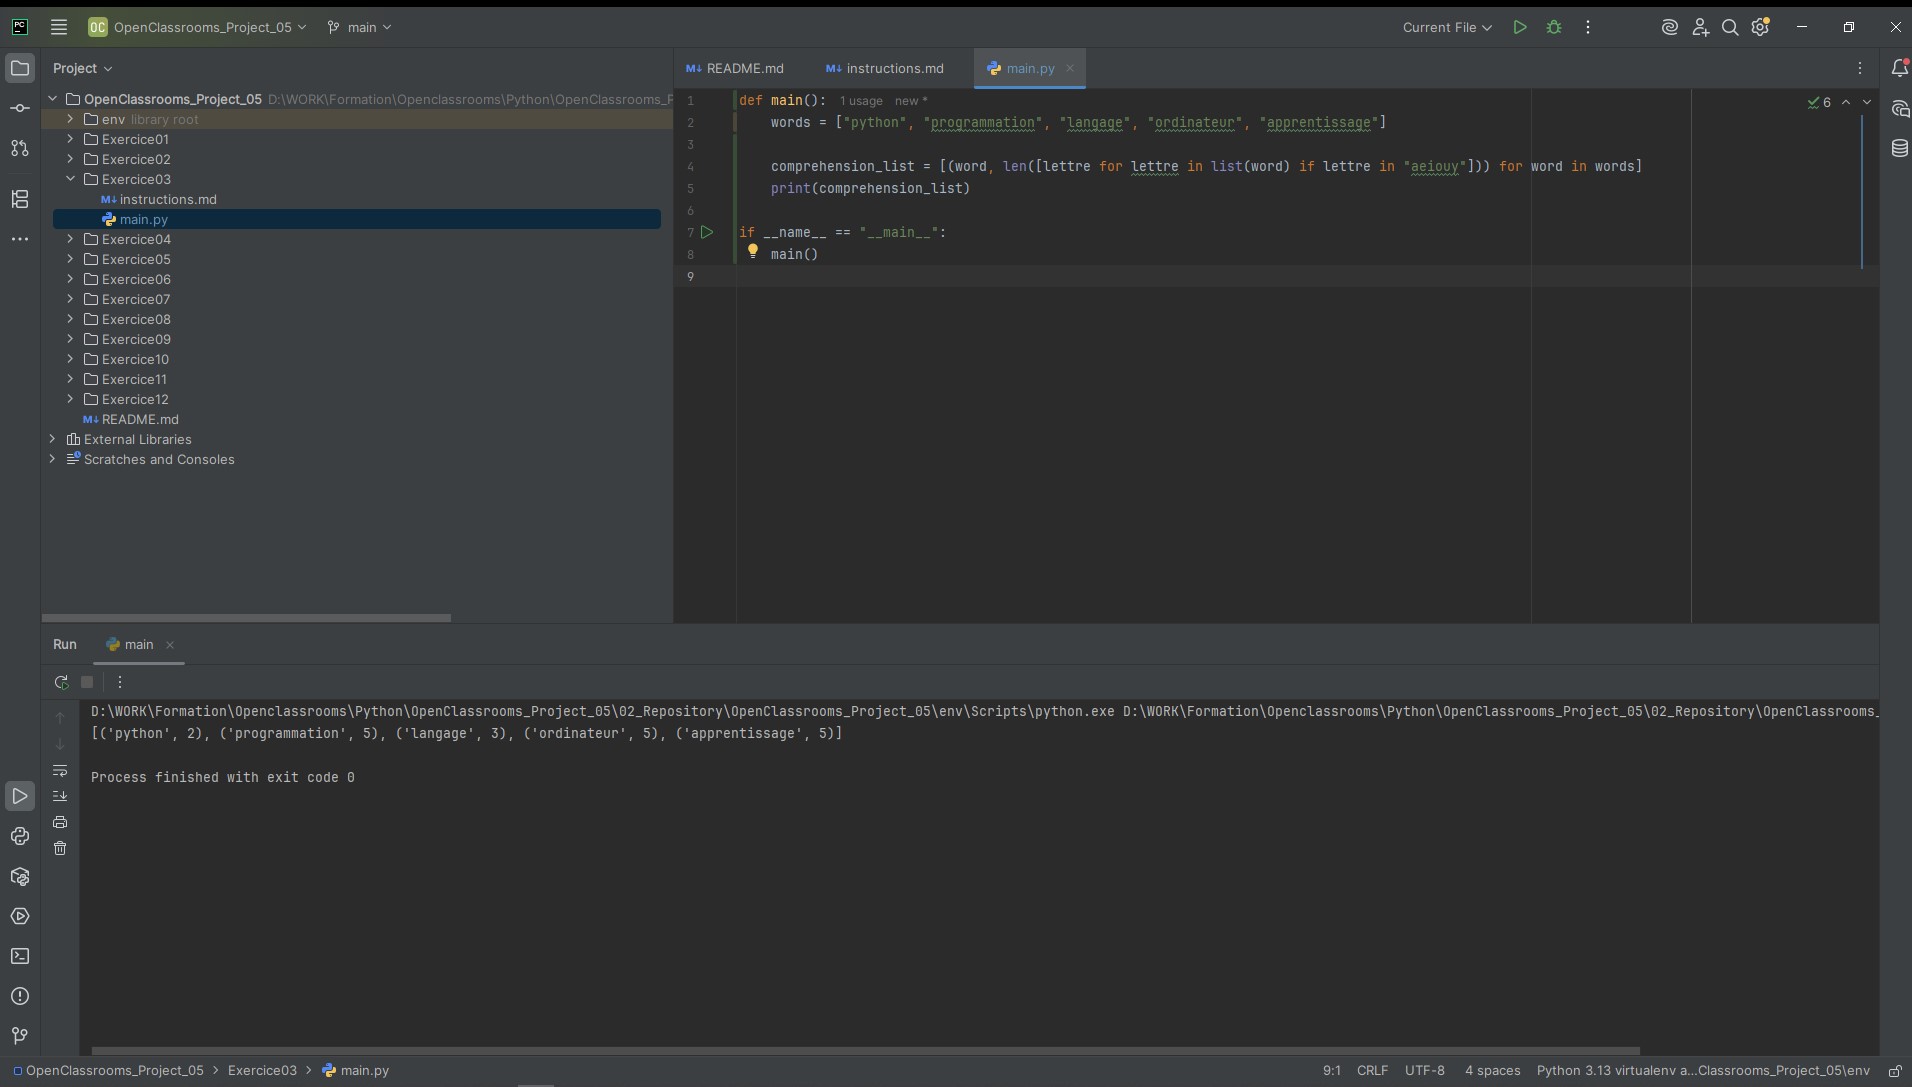 PC OC OpenClassrooms_Project_05 main Current File
Project
OpenClassrooms_Project_05 D:\WORK\Formation\Openclassrooms\Python\OpenClassrooms_P
env library root
Exercice01
Exercice02
Exercice03
M↓ instructions.md
main.py
Exercice04
Exercice05
Exercice06
Exercice07
Exercice08
Exercice09
Exercice10
Exercice11
Exercice12
M↓ README.md
External Libraries
Scratches and Consoles
M↓ README.md M↓ instructions.md main.py
6
1 def main(): 1 usage new *
2 words = ["python", "programmation", "langage", "ordinateur", "apprentissage"]
3
4 comprehension_list = [(word, len([lettre for lettre in list(word) if lettre in "aeiouy"])) for word in words]
5 print(comprehension_list)
6
7 if __name__ == "__main__":
8 main()
9
Run main
D:\WORK\Formation\Openclassrooms\Python\OpenClassrooms_Project_05\02_Repository\OpenClassrooms_Project_05\env\Scripts\python.exe D:\WORK\Formation\Openclassrooms\Python\OpenClassrooms_Project_05\02_Repository\OpenClassrooms_
[('python', 2), ('programmation', 5), ('langage', 3), ('ordinateur', 5), ('apprentissage', 5)]
Process finished with exit code 0
OpenClassrooms_Project_05 > Exercice03 > main.py 9:1 CRLF UTF-8 4 spaces Python 3.13 virtualenv a...Classrooms_Project_05\env